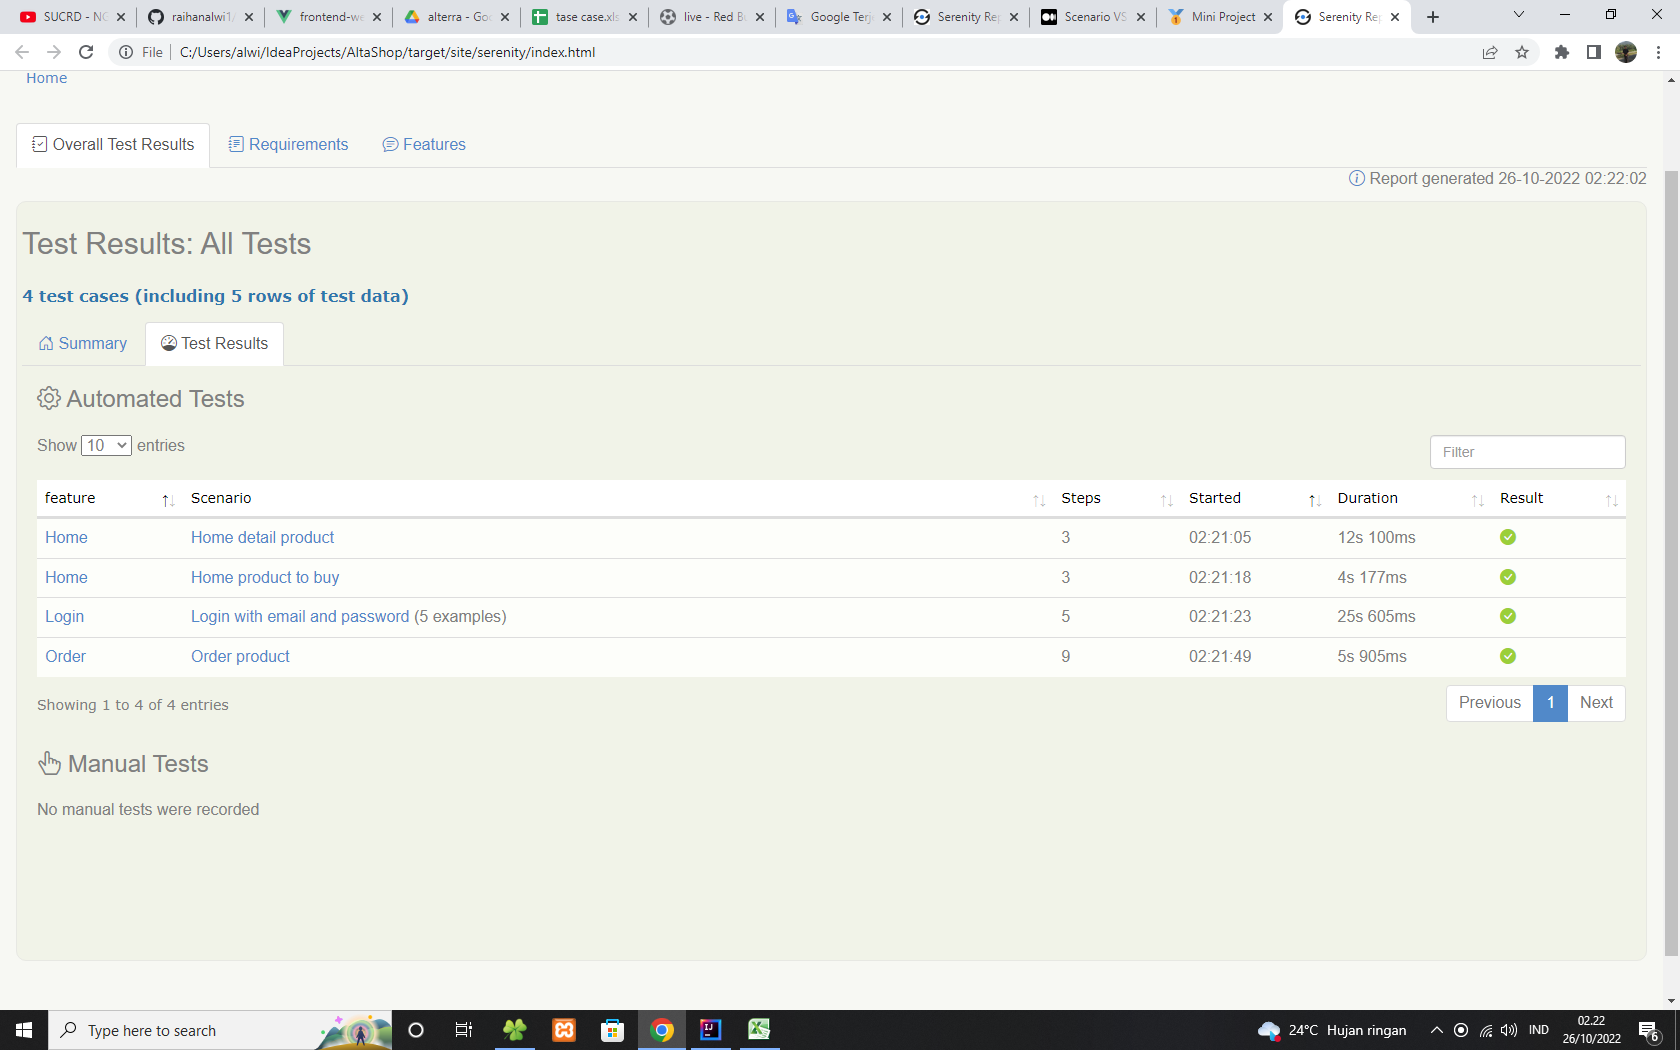 SUCRD - NG
raihanalwi1/
frontend-we
alterra - Goo
tase case.xls
live - Red Bu
Google Terj
Serenity Rep
Scenario VS
Mini Project
Serenity Rep
File C:/Users/alwi/IdeaProjects/AltaShop/target/site/serenity/index.html
Home
Overall Test Results Requirements Features
Report generated 26-10-2022 02:22:02
Test Results: All Tests
4 test cases (including 5 rows of test data)
Summary Test Results
Automated Tests
Show 10 entries
Filter
feature Scenario Steps Started Duration Result
Home Home detail product 3 02:21:05 12s 100ms
Home Home product to buy 3 02:21:18 4s 177ms
Login Login with email and password (5 examples) 5 02:21:23 25s 605ms
Order Order product 9 02:21:49 5s 905ms
Showing 1 to 4 of 4 entries
Previous 1 Next
Manual Tests
No manual tests were recorded
Type here to search
24°C Hujan ringan
IND
02.22
26/10/2022
6